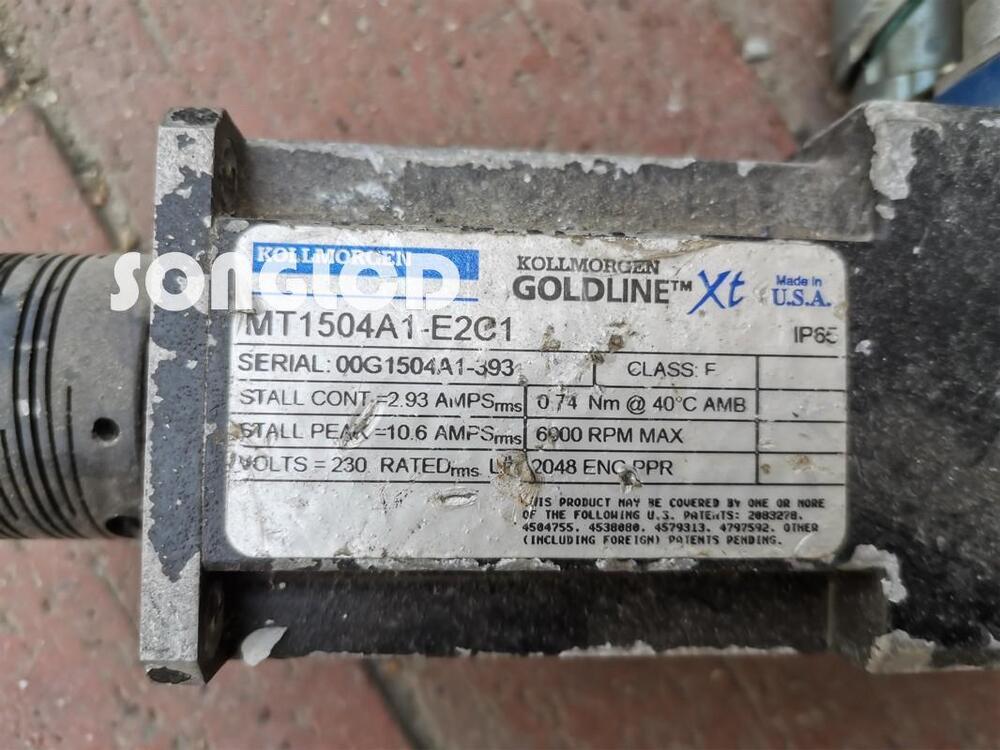 KOLLMORGEN
SONGLOD
KOLLMORGEN
GOLDLINE™ Xt
Made in
U.S.A.
MT1504A1-E2C1
IP65
SERIAL: 00G1504A1-393
CLASS: F
STALL CONT =2.93 AMPSrms
0.74 Nm @ 40°C AMB
STALL PEAK =10.6 AMPSrms
6000 RPM MAX
VOLTS = 230 RATEDrms
2048 ENC PPR
THIS PRODUCT MAY BE COVERED BY ONE OR MORE
OF THE FOLLOWING U.S. PATENTS: 2083278,
4504755, 4538080, 4579313, 4797592. OTHER
(INCLUDING FOREIGN) PATENTS PENDING.